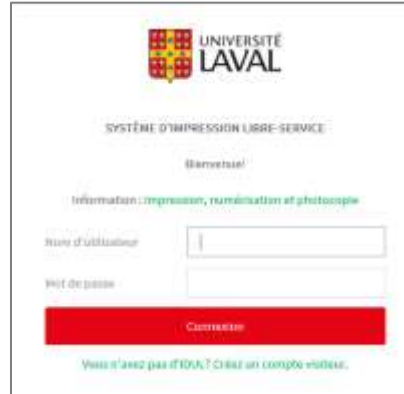 UNIVERSITÉ
LAVAL
SYSTÈME D'IMPRESSION LIBRE-SERVICE
Bienvenue!
Information : Impression, numérisation et photocopie
Nom d'utilisateur
Mot de passe
Connexion
Vous n'avez pas d'IDUL? Créez un compte visiteur.